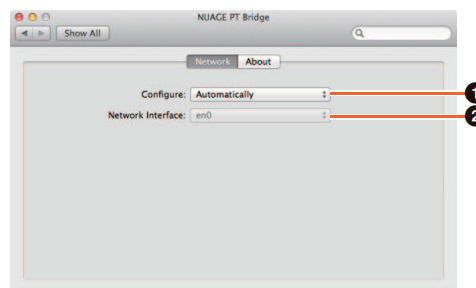 NUAGE PT Bridge
Show All
Network About
Configure: Automatically
1
Network Interface: en0
2